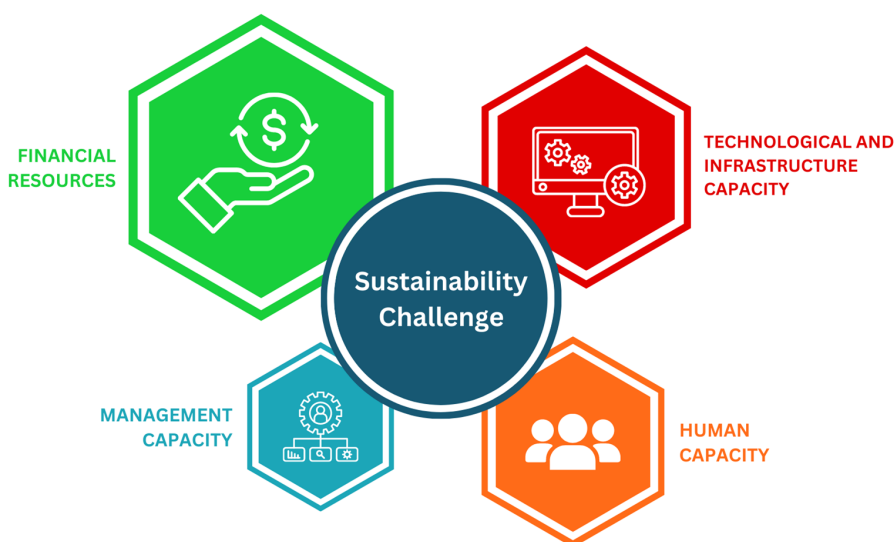 FINANCIAL
RESOURCES
$
TECHNOLOGICAL AND
INFRASTRUCTURE
CAPACITY
Sustainability
Challenge
MANAGEMENT
CAPACITY
HUMAN
CAPACITY